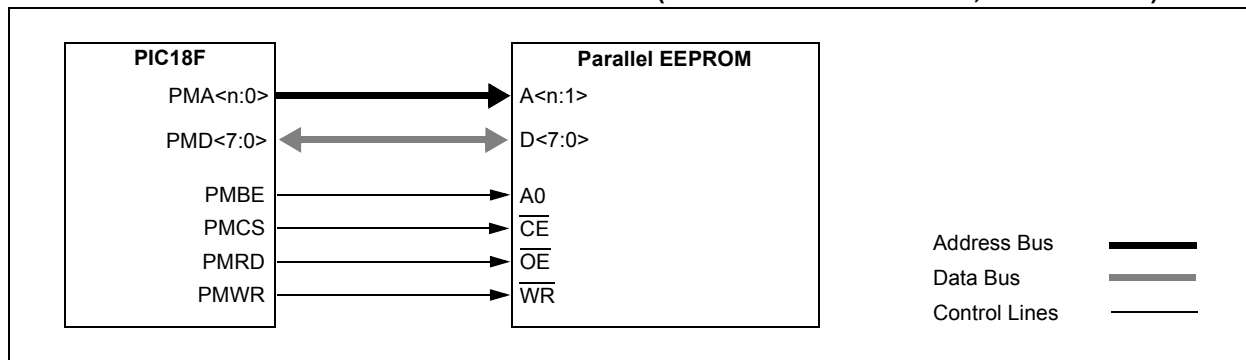 PIC18F
Parallel EEPROM
PMA<n:0>
A<n:1>
PMD<7:0>
D<7:0>
PMBE
A0
PMCS
CE
PMRD
OE
PMWR
WR
Address Bus
Data Bus
Control Lines